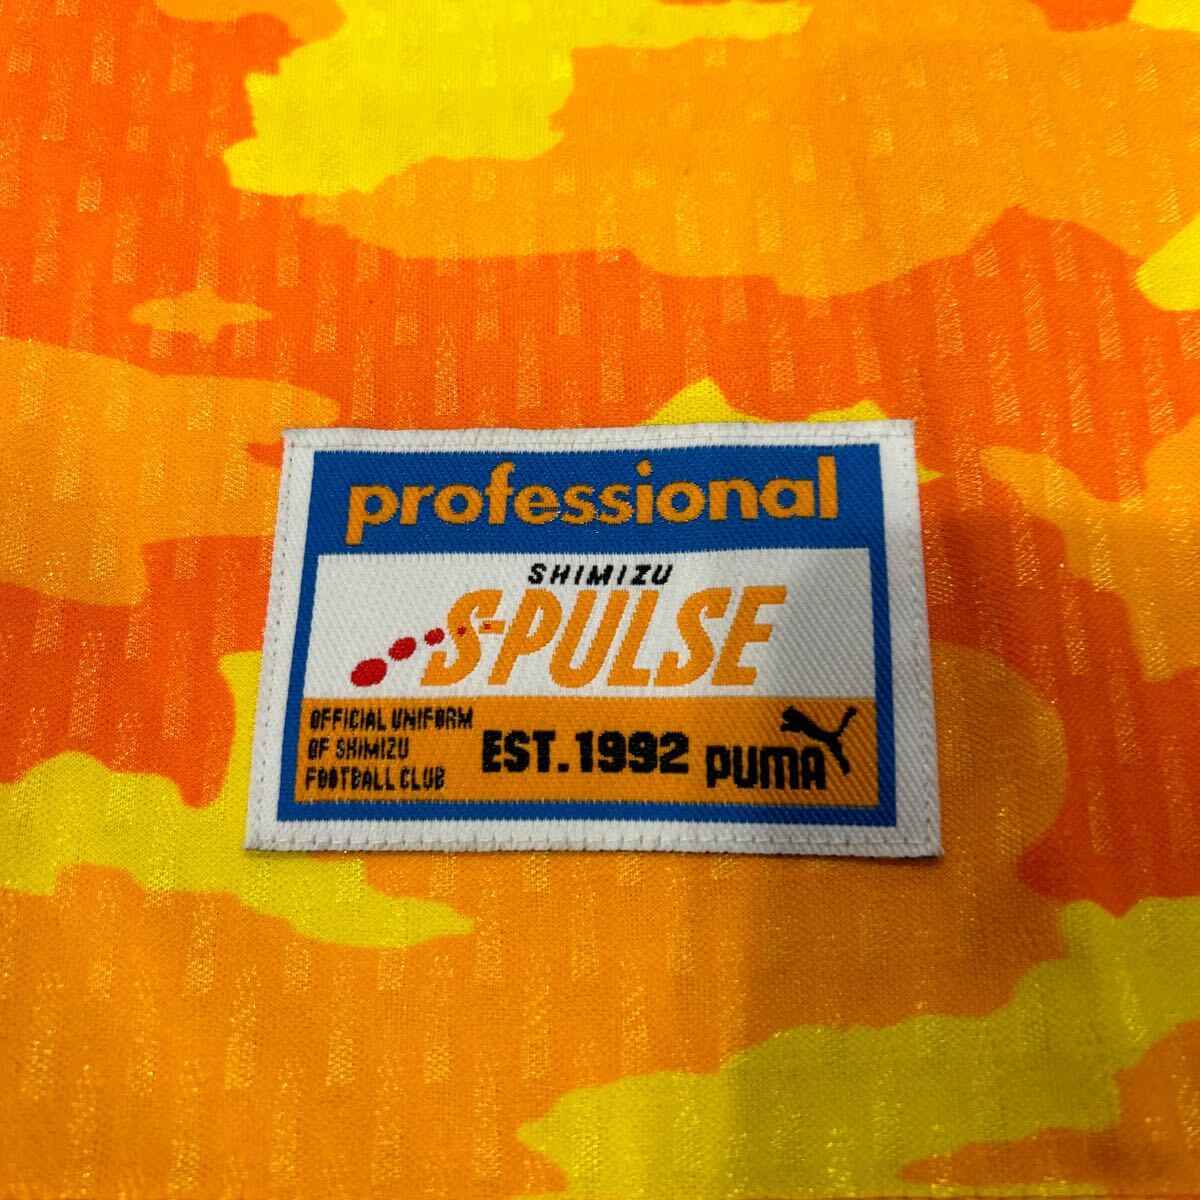 professional
SHIMIZU
S-PULSE
OFFICIAL UNIFORM
OF SHIMIZU
FOOTBALL CLUB
EST.1992
PUMA